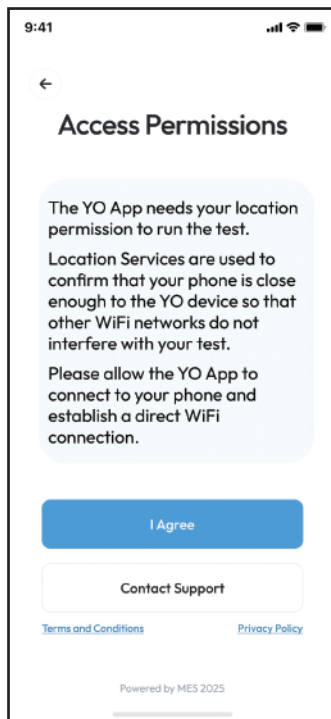 9:41
Access Permissions
The YO App needs your location
permission to run the test.
Location Services are used to
confirm that your phone is close
enough to the YO device so that
other WiFi networks do not
interfere with your test.
Please allow the YO App to
connect to your phone and
establish a direct WiFi
connection.
I Agree
Contact Support
Terms and Conditions Privacy Policy
Powered by MES 2025